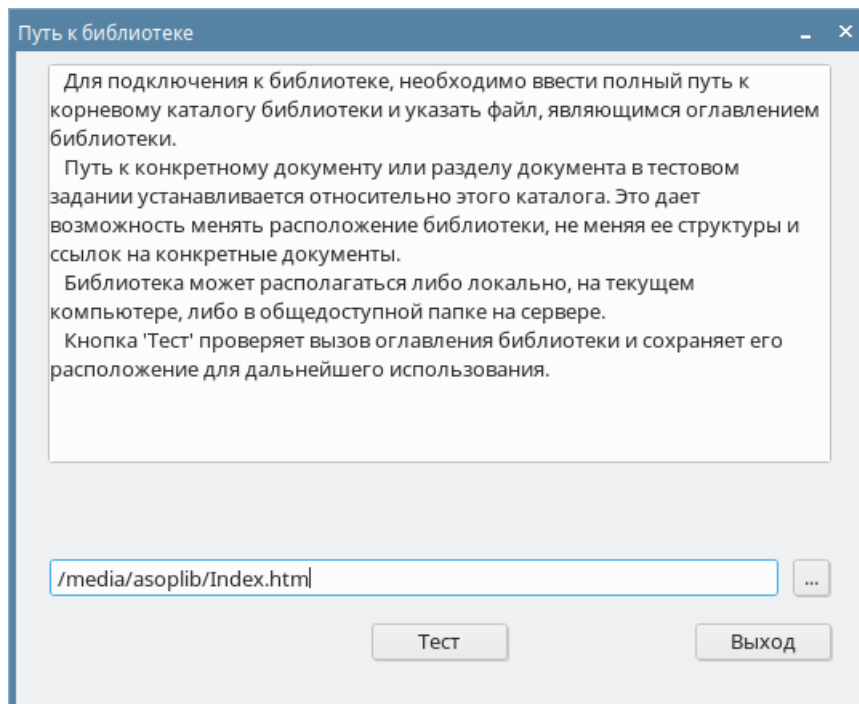 Путь к библиотеке
Для подключения к библиотеке, необходимо ввести полный путь к
корневому каталогу библиотеки и указать файл, являющимся оглавлением
библиотеки.
Путь к конкретному документу или разделу документа в тестовом
задании устанавливается относительно этого каталога. Это дает
возможность менять расположение библиотеки, не меняя ее структуры и
ссылок на конкретные документы.
Библиотека может располагаться либо локально, на текущем
компьютере, либо в общедоступной папке на сервере.
Кнопка 'Тест' проверяет вызов оглавления библиотеки и сохраняет его
расположение для дальнейшего использования.
/media/asoplib/Index.htm
...
Тест
Выход